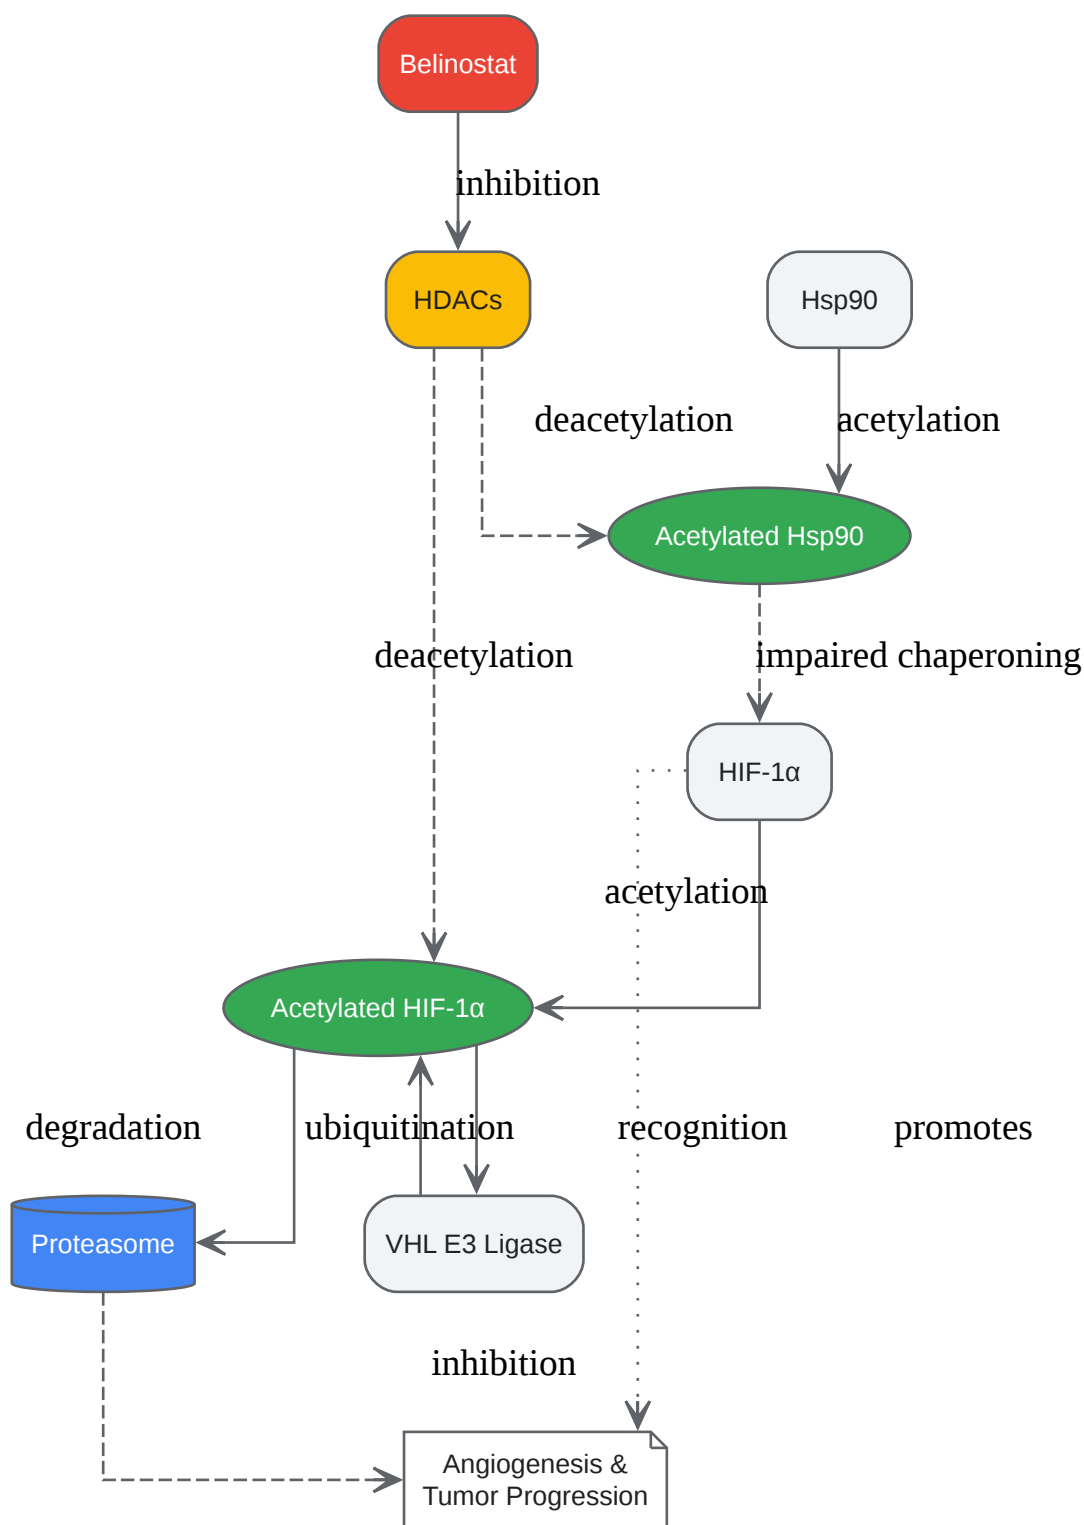 Belinostat
inhibition
HDACs
Hsp90
deacetylation
acetylation
Acetylated Hsp90
deacetylation
impaired chaperoning
HIF-1α
acetylation
Acetylated HIF-1α
degradation
ubiquitination
recognition
promotes
Proteasome
VHL E3 Ligase
inhibition
Angiogenesis &
Tumor Progression